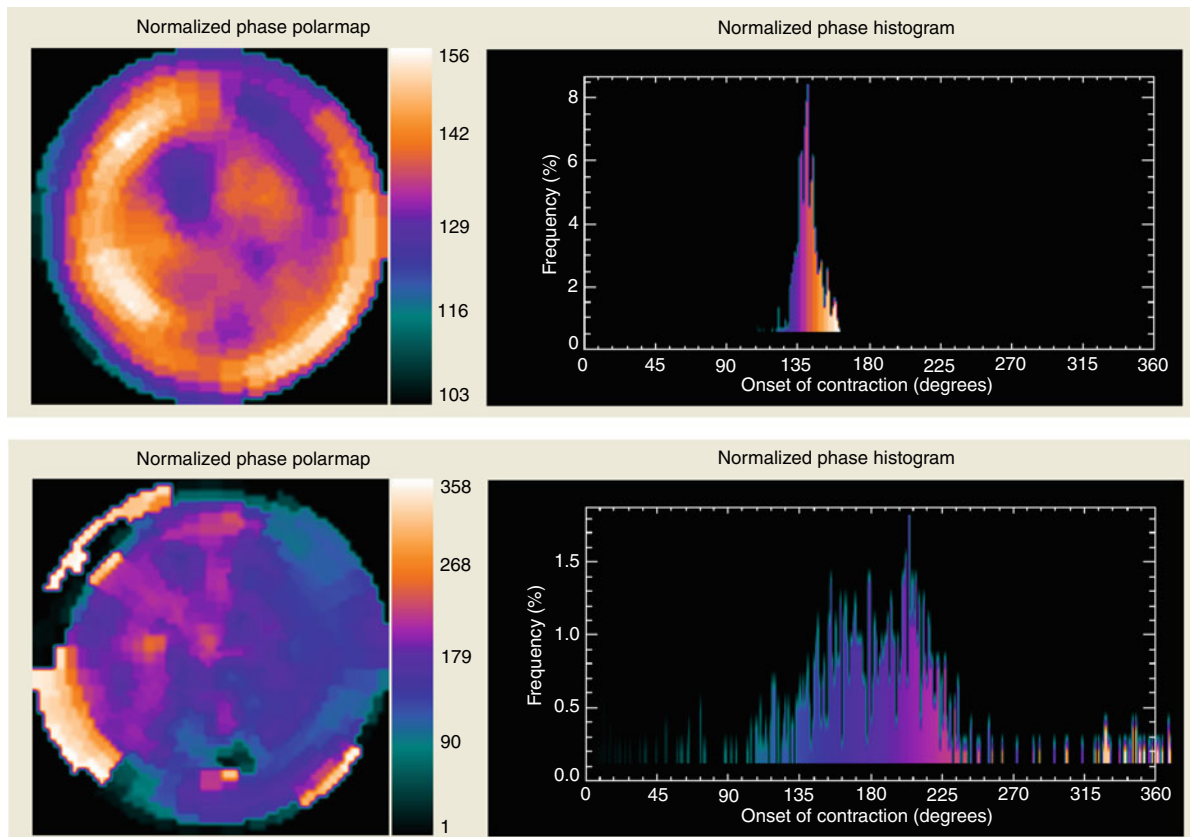 Normalized phase polarmap
156
142
129
116
103
Normalized phase histogram
Frequency (%)
8
6
4
2
0
0 45 90 135 180 225 270 315 360
Onset of contraction (degrees)
Normalized phase polarmap
358
268
179
90
1
Normalized phase histogram
Frequency (%)
1.5
1.0
0.5
0.0
0 45 90 135 180 225 270 315 360
Onset of contraction (degrees)